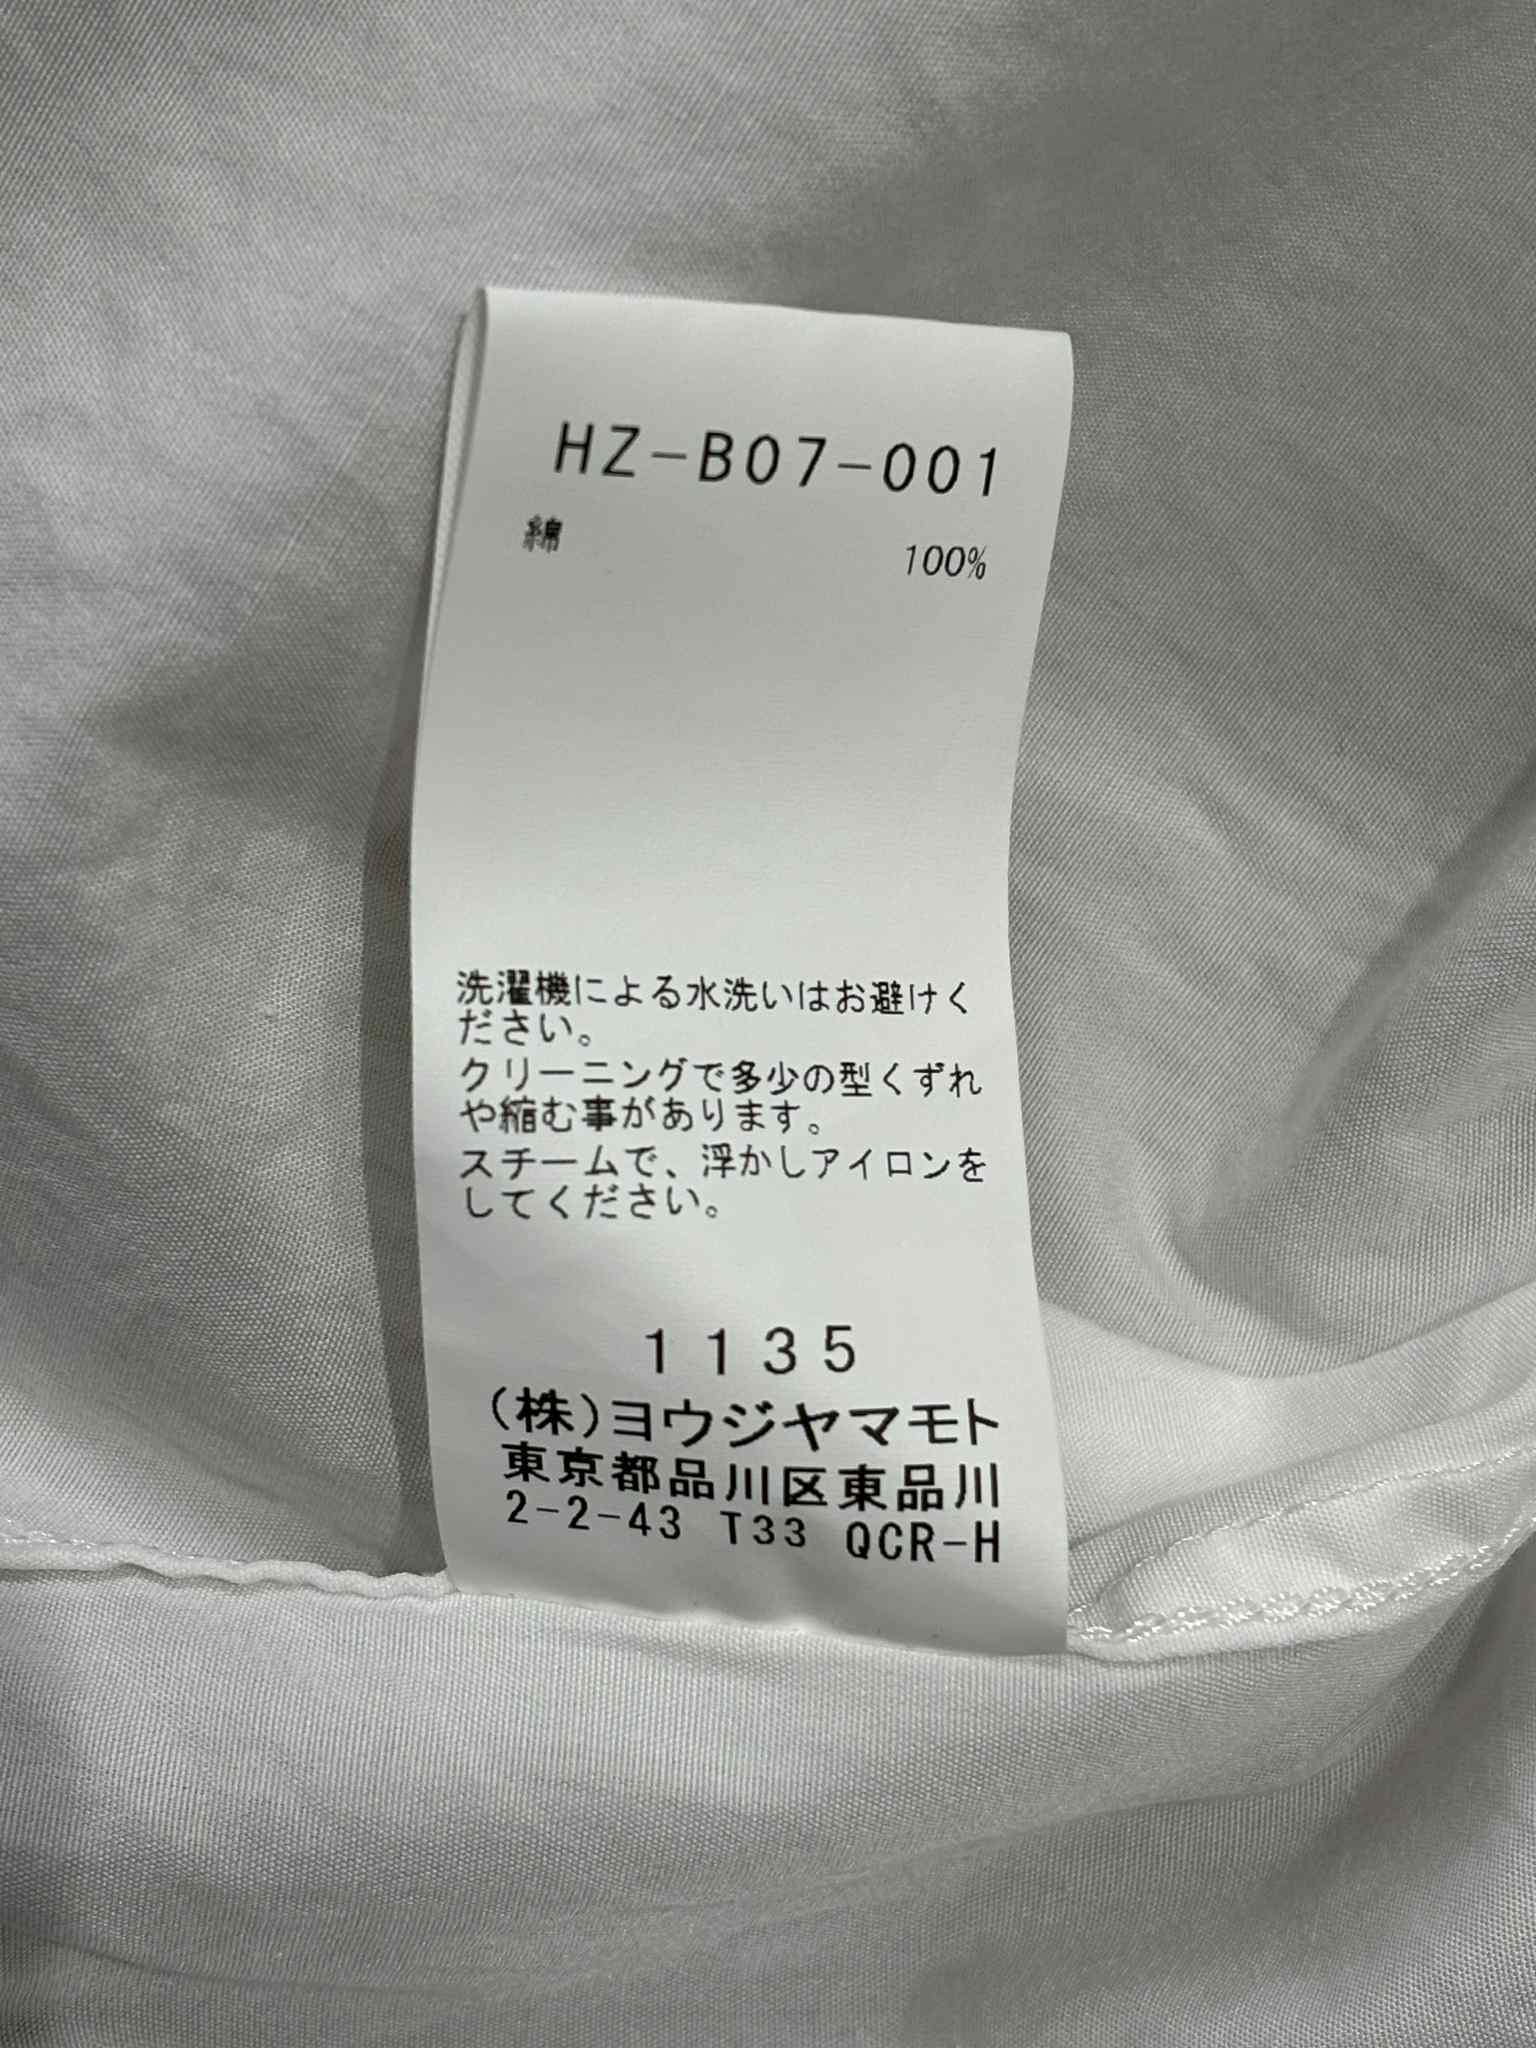 HZ-B07-001
綿 100%
洗濯機による水洗いはお避けく
ださい。
クリーニングで多少の型くずれ
や縮む事があります。
スチームで、浮かしアイロンを
してください。
1135
(株)ヨウジヤマモト
東京都品川区東品川
2-2-43 T33 QCR-H